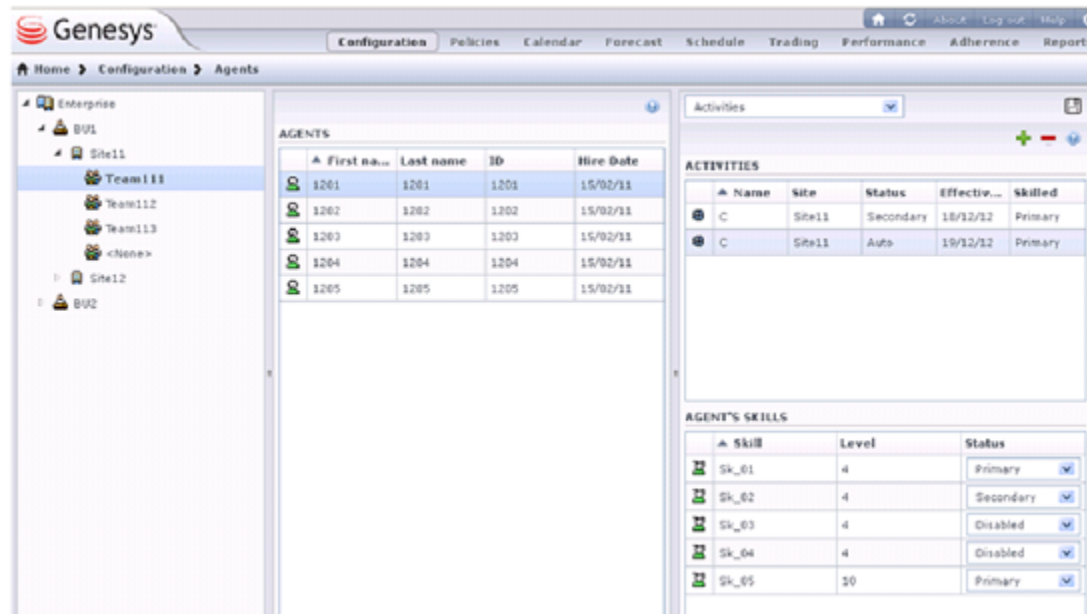 Genesys
About Log out Help
Configuration Policies Calendar Forecast Schedule Trading Performance Adherence Report
Home Configuration Agents
Enterprise
BU1
Site11
Team111
Team112
Team113
<None>
Site12
BU2
AGENTS
First na... Last name ID Hire Date
1201 1201 1201 15/02/11
1202 1202 1202 15/02/11
1203 1203 1203 15/02/11
1204 1204 1204 15/02/11
1205 1205 1205 15/02/11
Activities
ACTIVITIES
Name Site Status Effectiv... Skilled
C Site11 Secondary 18/12/12 Primary
C Site11 Auto 19/12/12 Primary
AGENT'S SKILLS
Skill Level Status
Sk_01 4 Primary
Sk_02 4 Secondary
Sk_03 4 Disabled
Sk_04 4 Disabled
Sk_05 10 Primary